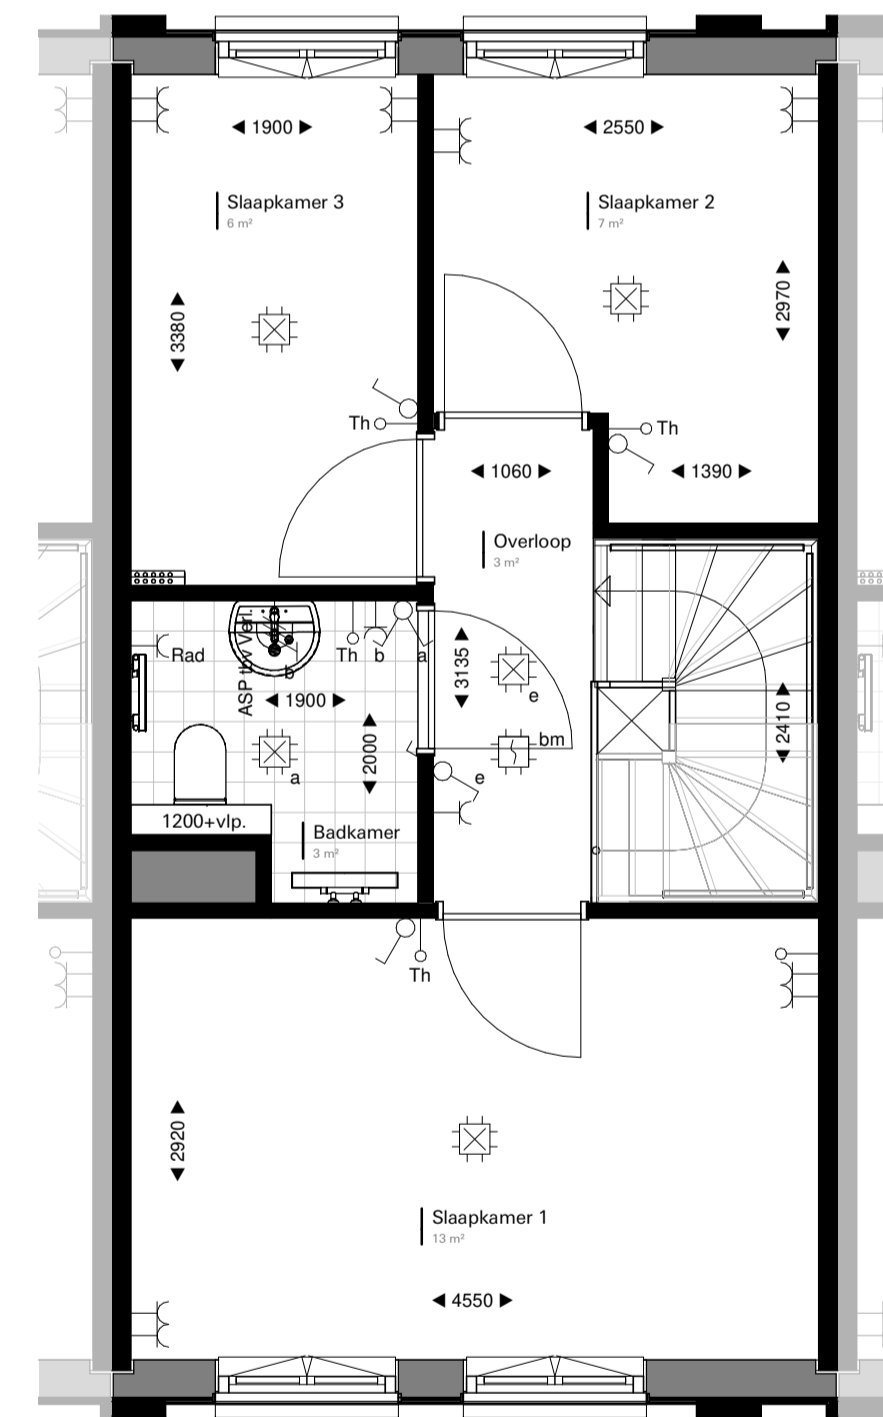 1900
2550
Slaapkamer 3
6 m²
Slaapkamer 2
7 m²
3380
2970
Th
Th
1060
1390
Overloop
3 m²
ASP tbv Verl.
Rad
b
Th
b
a
3135
e
1900
2000
a
bm
e
2410
1200+vlp.
Badkamer
3 m²
Th
2920
Slaapkamer 1
13 m²
4550